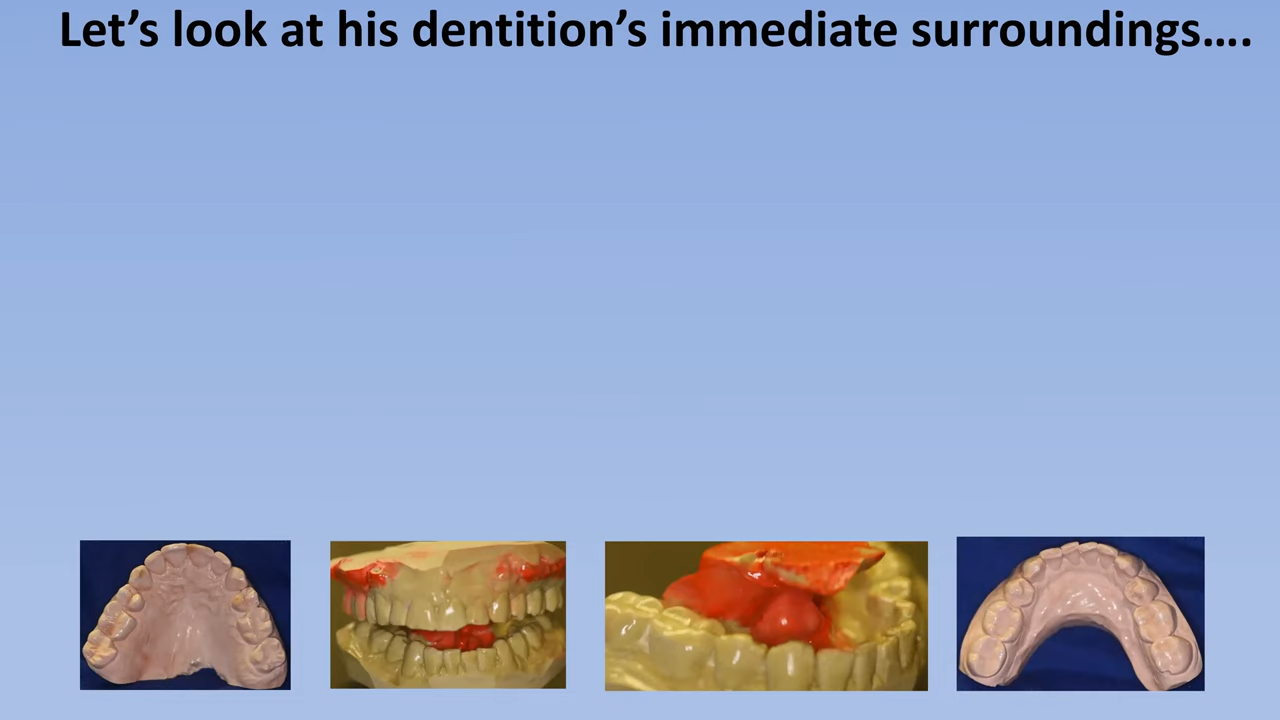 Let’s look at his dentition’s immediate surroundings….